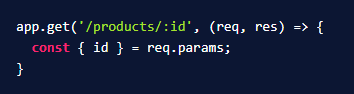 app.get('/products/:id', (req, res) => {
  const { id } = req.params;
}